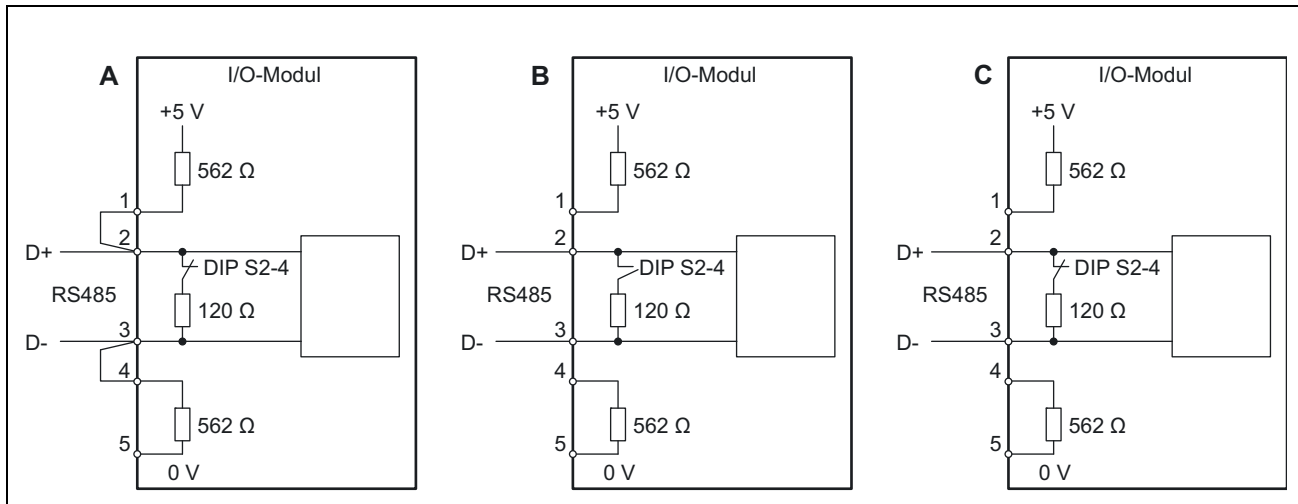 A
I/O-Modul
+5 V
562 Ω
1
2
D+
DIP S2-4
RS485
120 Ω
3
D-
4
562 Ω
5
0 V
B
I/O-Modul
+5 V
562 Ω
1
2
D+
DIP S2-4
RS485
120 Ω
3
D-
4
562 Ω
5
0 V
C
I/O-Modul
+5 V
562 Ω
1
2
D+
DIP S2-4
RS485
120 Ω
3
D-
4
562 Ω
5
0 V